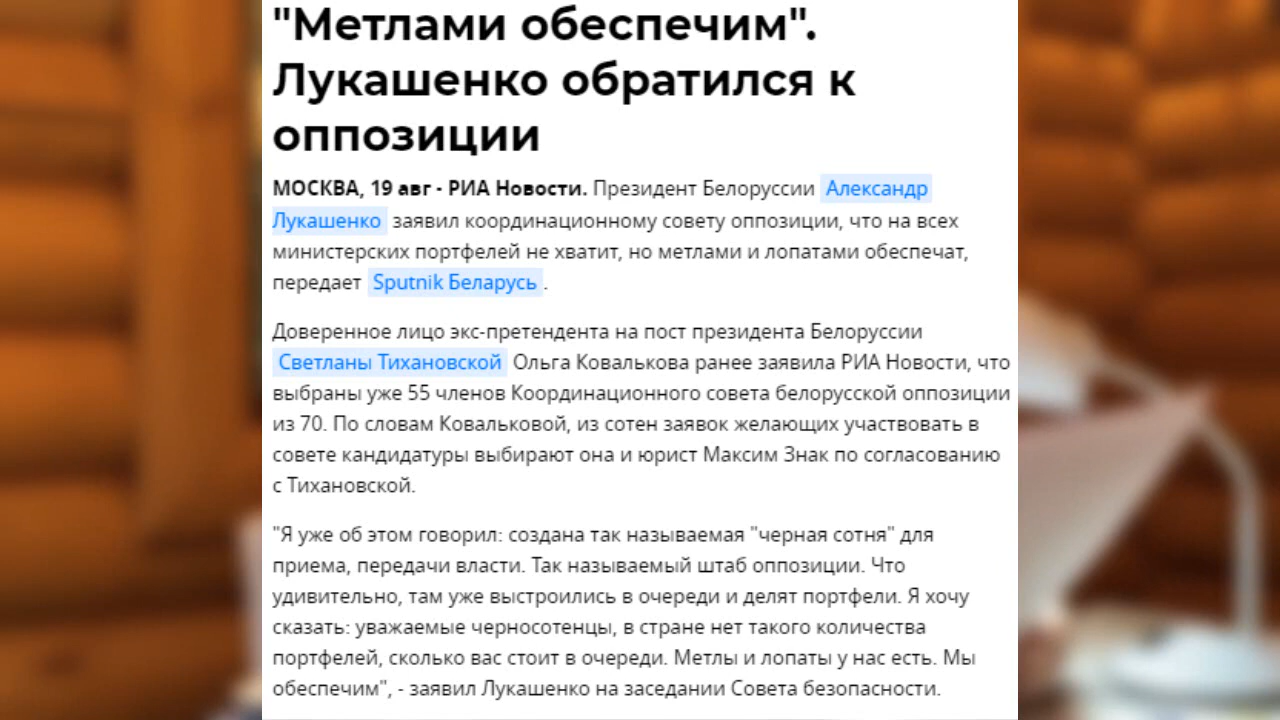 "Метлами обеспечим".
Лукашенко обратился к
оппозиции
МОСКВА, 19 авг - РИА Новости. Президент Белоруссии Александр
Лукашенко заявил координационному совету оппозиции, что на всех
министерских портфелей не хватит, но метлами и лопатами обеспечат,
передает Sputnik Беларусь.
Доверенное лицо экс-претендента на пост президента Белоруссии
Светланы Тихановской Ольга Ковалькова ранее заявила РИА Новости, что
выбраны уже 55 членов Координационного совета белорусской оппозиции
из 70. По словам Ковальковой, из сотен заявок желающих участвовать в
совете кандидатуры выбирают она и юрист Максим Знак по согласованию
с Тихановской.
"Я уже об этом говорил: создана так называемая "черная сотня" для
приема, передачи власти. Так называемый штаб оппозиции. Что
удивительно, там уже выстроились в очереди и делят портфели. Я хочу
сказать: уважаемые черносотенцы, в стране нет такого количества
портфелей, сколько вас стоит в очереди. Метлы и лопаты у нас есть. Мы
обеспечим", - заявил Лукашенко на заседании Совета безопасности.